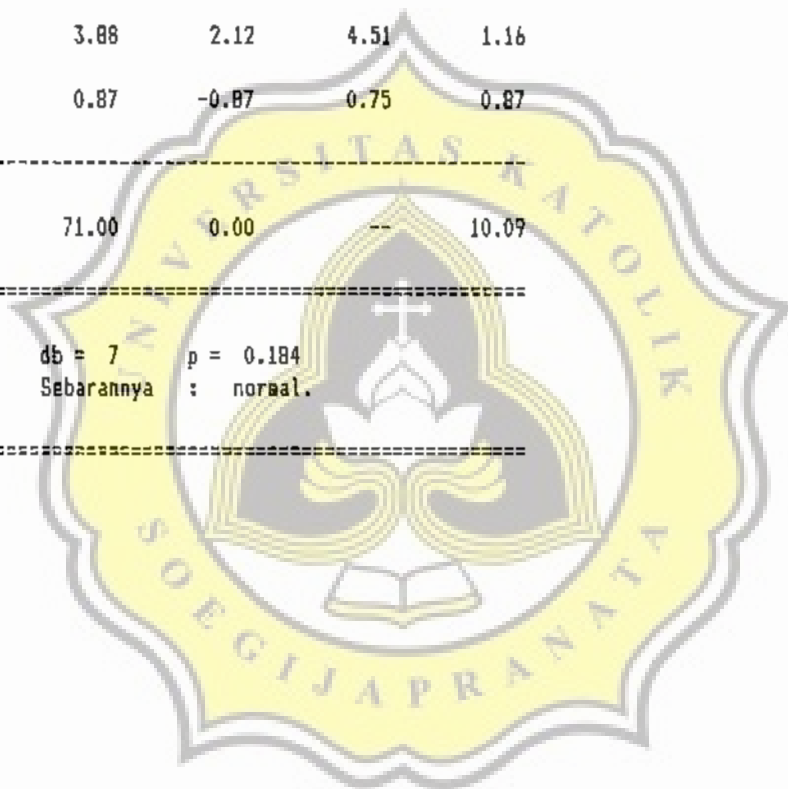 3.88 2.12 4.51 1.16
0.87 -0.87 0.75 0.87
--------------------------------------------
71.00 0.00 -- 10.09
============================================
db = 7 p = 0.184
Sebarannya : normal.
============================================
UNIVERSITAS KATOLIK
SOEGIJAPRANATA